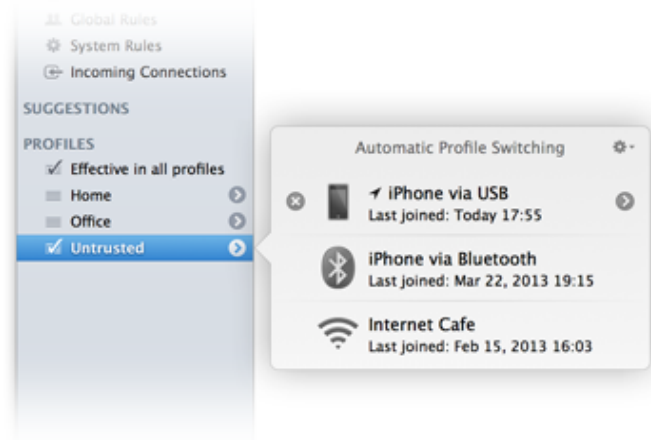 Global Rules
System Rules
Incoming Connections
SUGGESTIONS
PROFILES
Effective in all profiles
Home
Office
Untrusted
Automatic Profile Switching
iPhone via USB
Last joined: Today 17:55
iPhone via Bluetooth
Last joined: Mar 22, 2013 19:15
Internet Cafe
Last joined: Feb 15, 2013 16:03